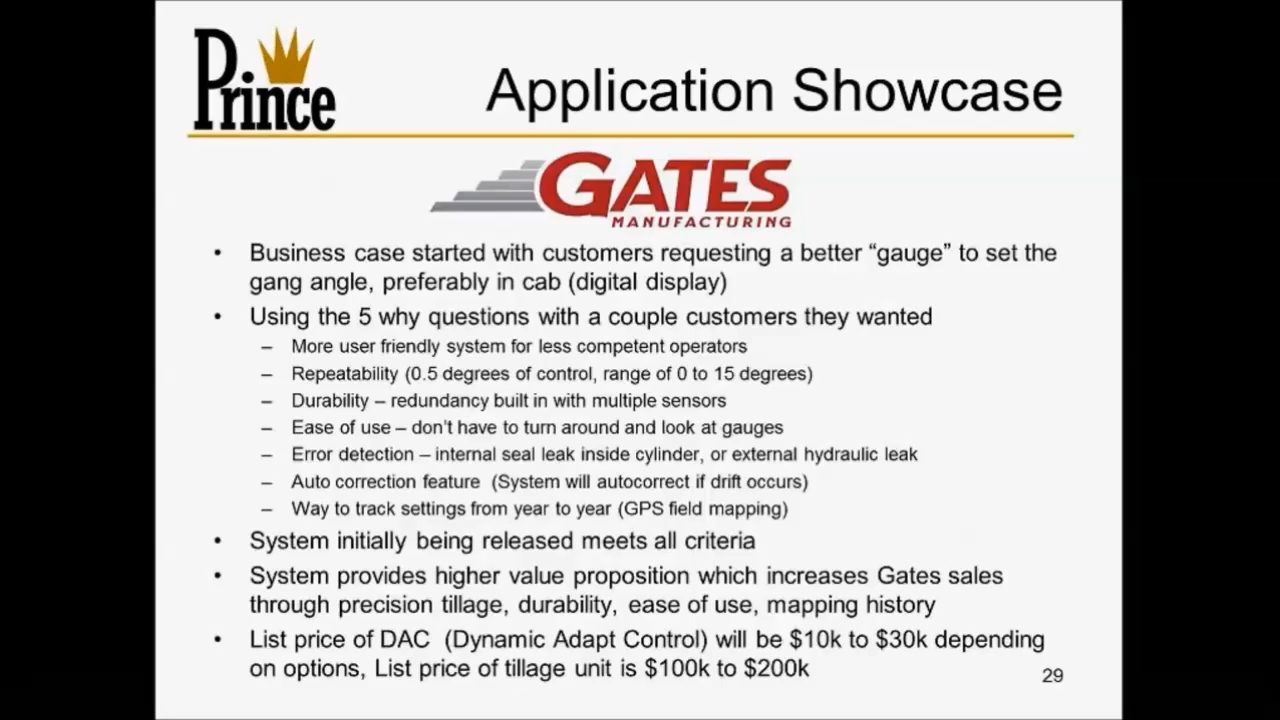 Prince
Application Showcase
GATES
MANUFACTURING
• Business case started with customers requesting a better “gauge” to set the
gang angle, preferably in cab (digital display)
• Using the 5 why questions with a couple customers they wanted
– More user friendly system for less competent operators
– Repeatability (0.5 degrees of control, range of 0 to 15 degrees)
– Durability – redundancy built in with multiple sensors
– Ease of use – don’t have to turn around and look at gauges
– Error detection – internal seal leak inside cylinder, or external hydraulic leak
– Auto correction feature (System will autocorrect if drift occurs)
– Way to track settings from year to year (GPS field mapping)
• System initially being released meets all criteria
• System provides higher value proposition which increases Gates sales
through precision tillage, durability, ease of use, mapping history
• List price of DAC (Dynamic Adapt Control) will be $10k to $30k depending
on options, List price of tillage unit is $100k to $200k
29